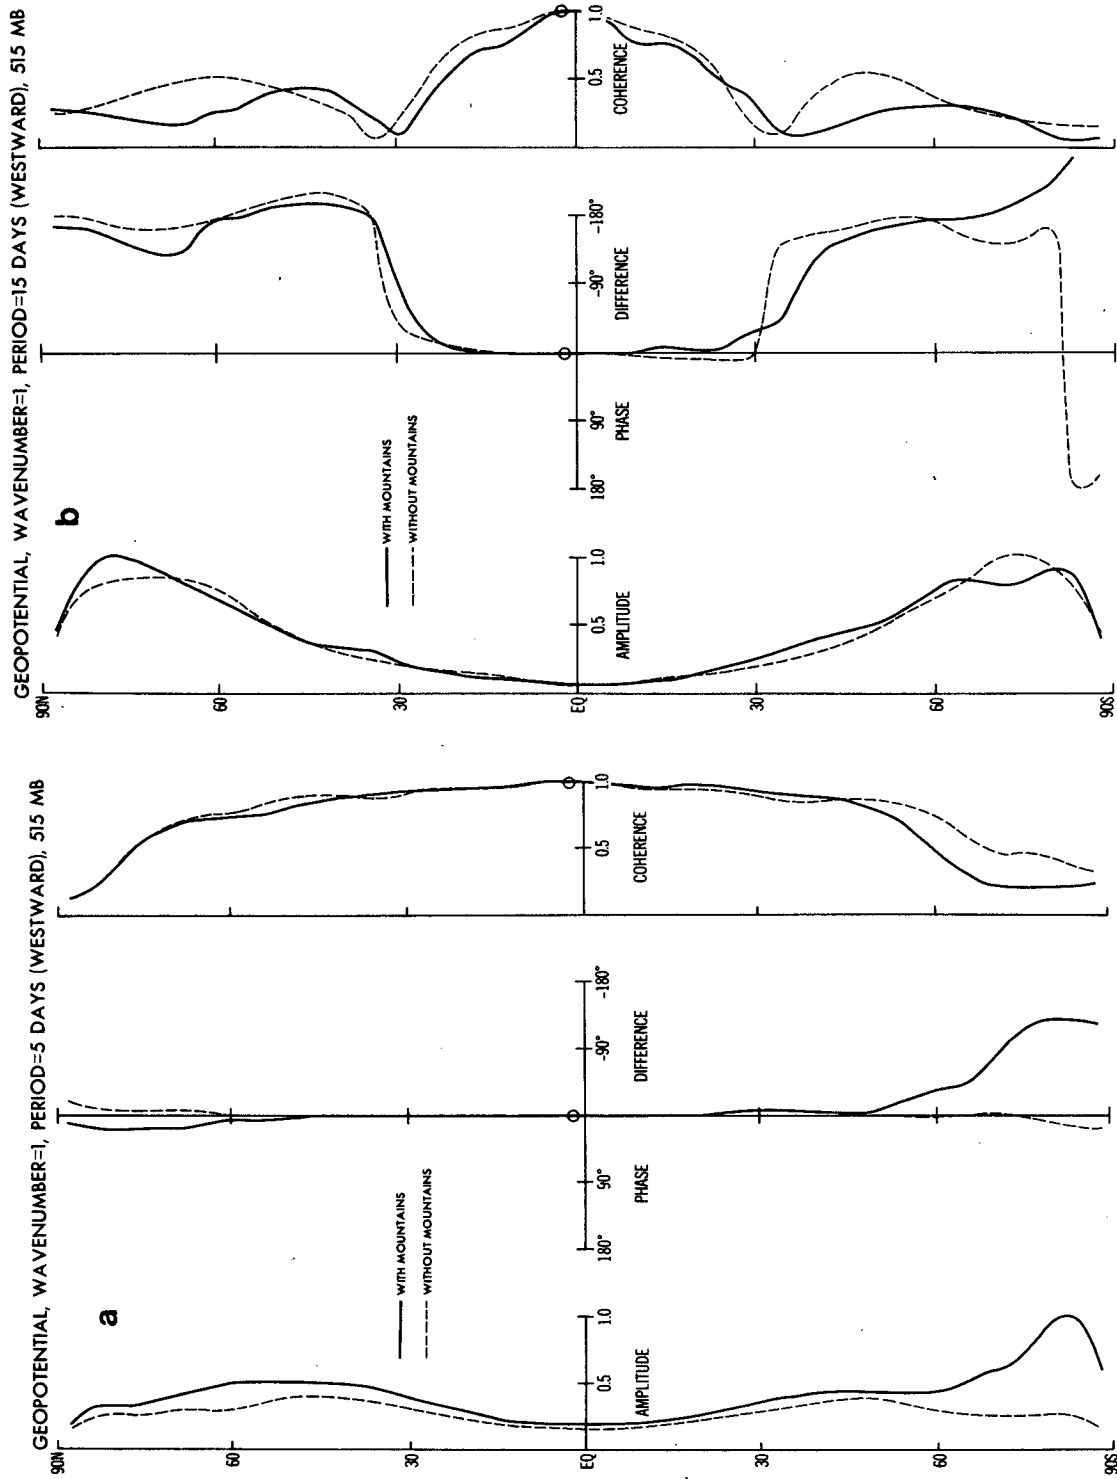 GEOPOTENTIAL, WAVENUMBER=1, PERIOD=5 DAYS (WESTWARD), 515 MB
a
WITH MOUNTAINS
WITHOUT MOUNTAINS
90N
60
30
EQ
30
60
90S
0.5
1.0
AMPLITUDE
180°
90°
-90°
-180°
PHASE
DIFFERENCE
0.5
1.0
COHERENCE
GEOPOTENTIAL, WAVENUMBER=1, PERIOD=15 DAYS (WESTWARD), 515 MB
b
WITH MOUNTAINS
WITHOUT MOUNTAINS
90N
60
30
EQ
30
60
90S
0.5
1.0
AMPLITUDE
180°
90°
-90°
-180°
PHASE
DIFFERENCE
0.5
1.0
COHERENCE